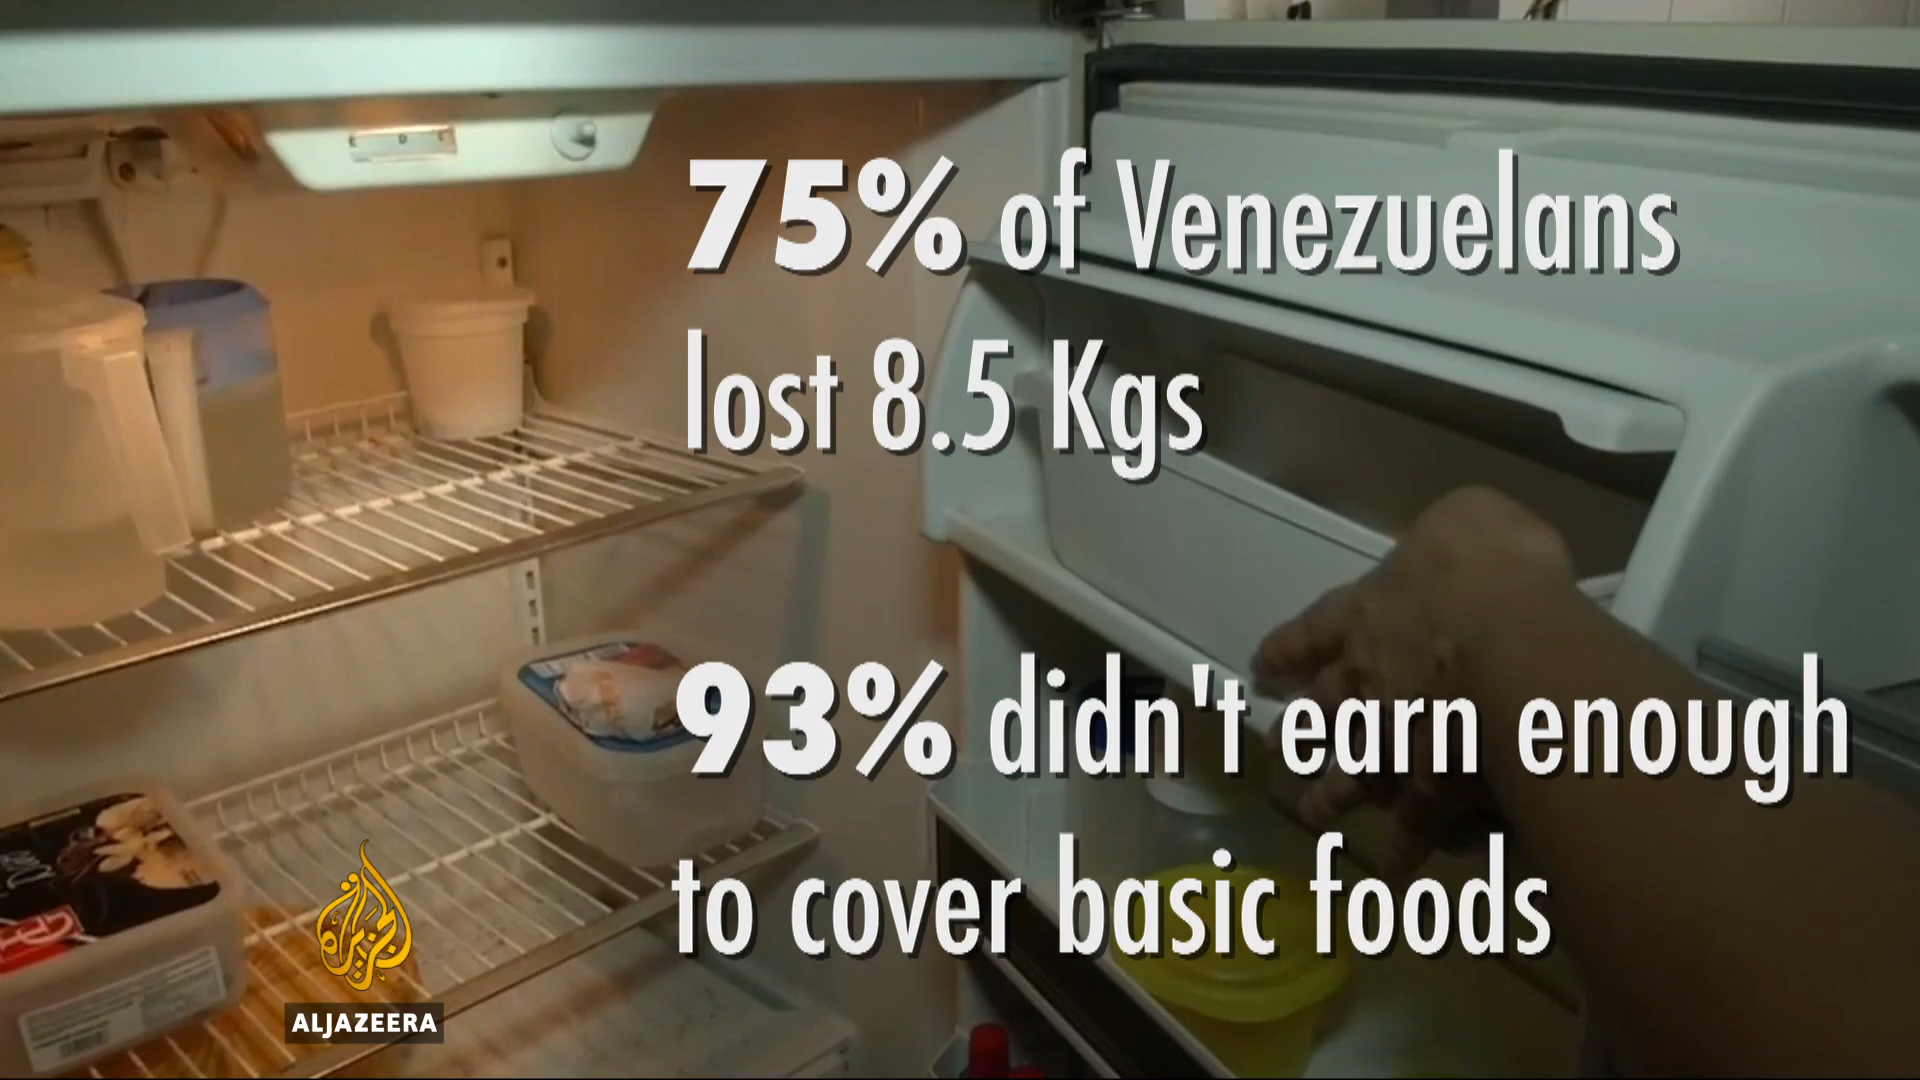 75% of Venezuelans
lost 8.5 Kgs
93% didn't earn enough
to cover basic foods
الجزيرة
ALJAZEERA